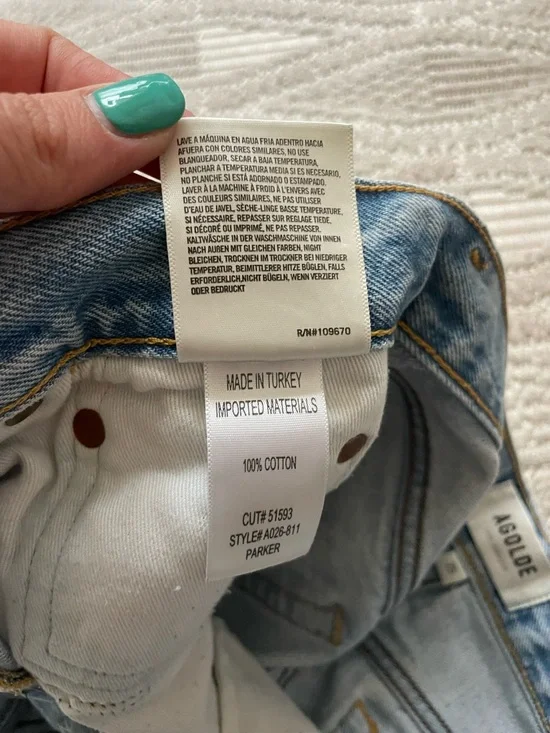 LAVE A MÁQUINA EN AGUA FRIA ADENTRO HACIA
AFUERA CON COLORES SIMILARES, NO USE
BLANQUEADOR, SECAR A BAJA TEMPERATURA,
PLANCHAR A TEMPERATURA MEDIA SI ES NECESARIO,
NO PLANCHE SI ESTÁ ADORNADO O ESTAMPADO.
LAVER À LA MACHINE À FROID À L'ENVERS AVEC
DES COULEURS SIMILAIRES, NE PAS UTILISER
D'EAU DE JAVEL, SÈCHE-LINGE BASSE TEMPÉRATURE,
SI NÉCESSAIRE, REPASSER SUR REGLAGE TIEDE,
SI DÉCORÉ OU IMPRIMÉ, NE PAS REPASSER.
KALTWÄSCHE IN DER WASCHMASCHINE VON INNEN
NACH AUßEN MIT GLEICHEN FARBEN, NIGHT
BLEICHEN, TROCKNEN IM TROCKNER BEI NIEDRIGER
TEMPERATUR, BEIMITTLERER HITZE BÜGLEN, FALLS
ERFORDERLICH,NICHT BÜGELN, WENN VERZIERT
ODER BEDRUCKT
R/N#109670
MADE IN TURKEY
IMPORTED MATERIALS
100% COTTON
CUT# 51593
STYLE# A026-811
PARKER
AGOLDE